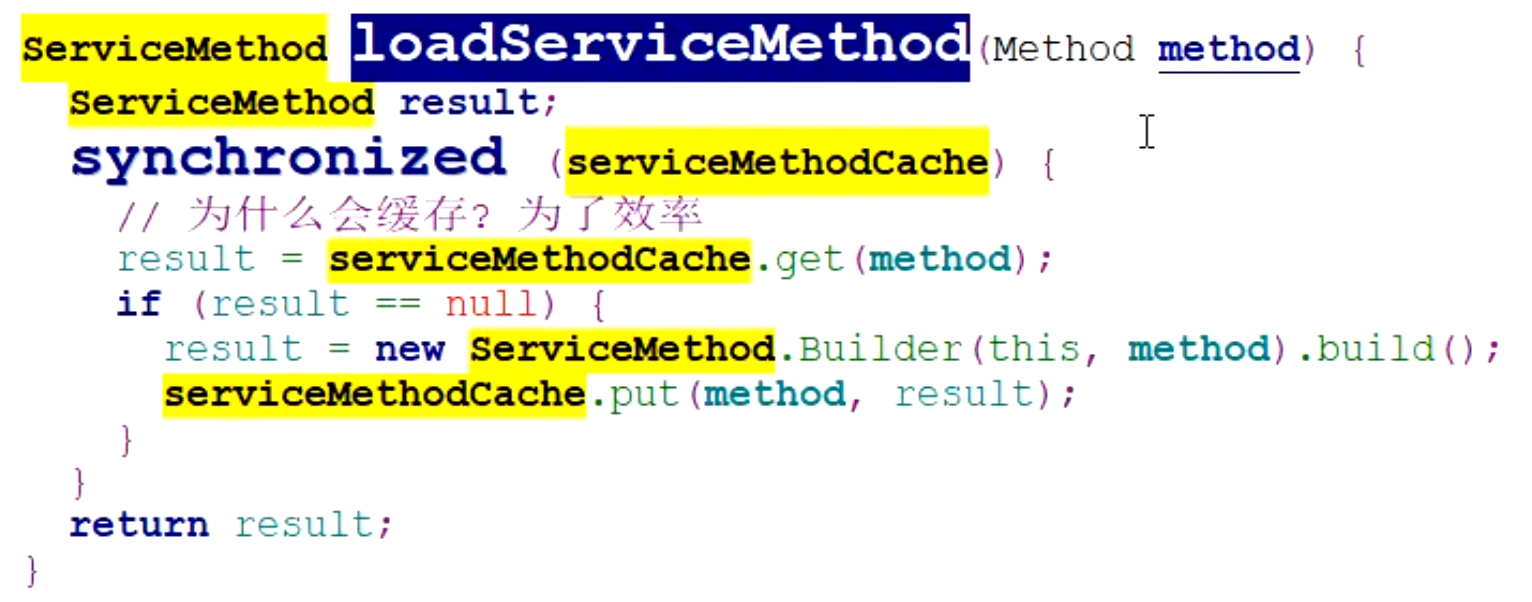 ServiceMethod loadServiceMethod(Method method) {
  ServiceMethod result;
  synchronized (serviceMethodCache) {
    // 为什么会缓存? 为了效率
    result = serviceMethodCache.get(method);
    if (result == null) {
      result = new ServiceMethod.Builder(this, method).build();
      serviceMethodCache.put(method, result);
    }
  }
  return result;
}